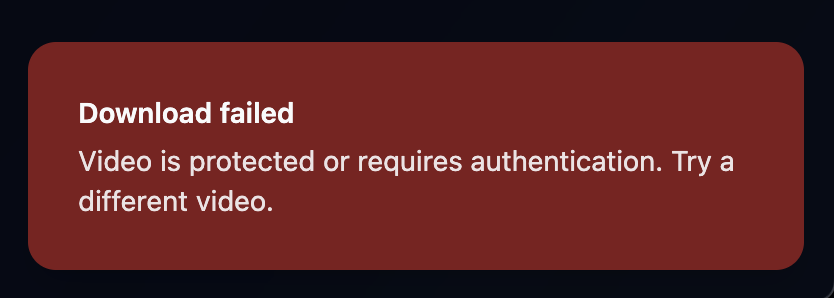 Download failed
Video is protected or requires authentication. Try a
different video.